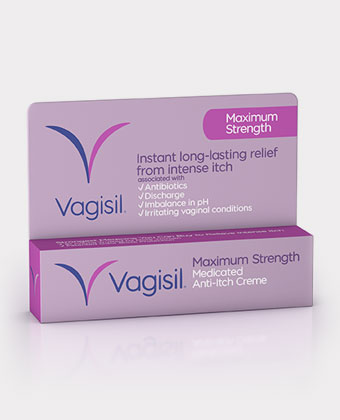 Maximum
Strength
Instant long-lasting relief
from intense itch
associated with
√ Antibiotics
√ Discharge
√ Imbalance in pH
√ Irritating vaginal conditions
Vagisil®
Vagisil®
Maximum Strength
Medicated
Anti-Itch Creme